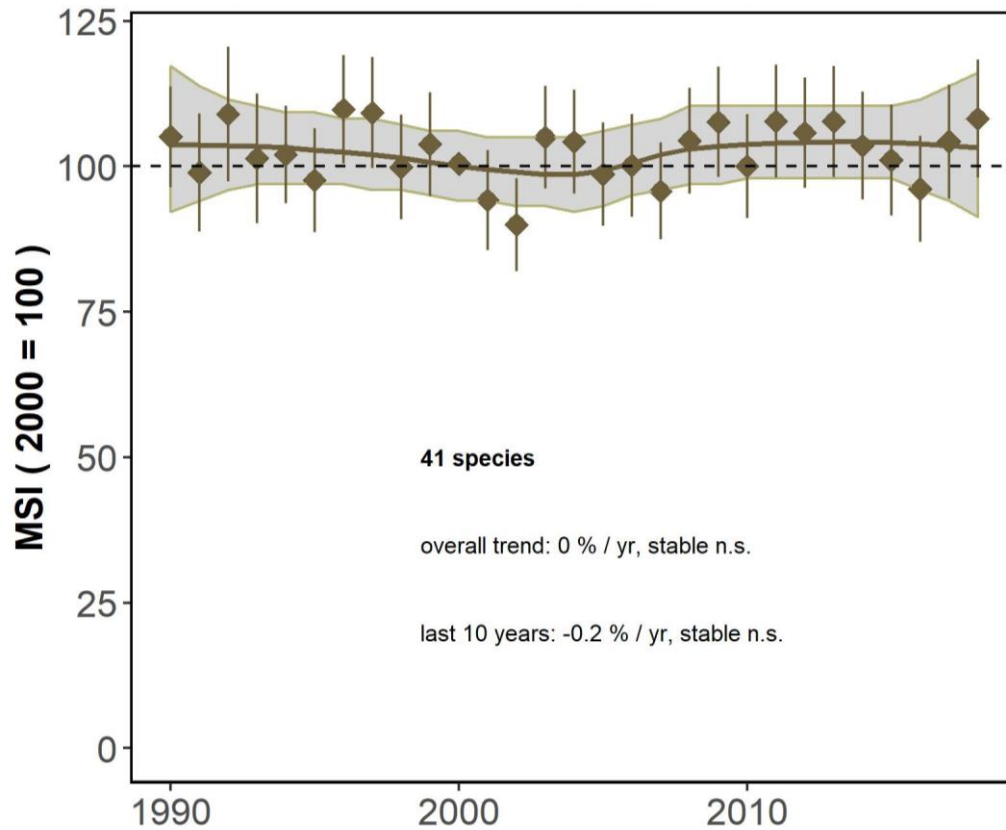 125
100
75
50
25
0
MSI ( 2000 = 100 )
41 species
overall trend: 0 % / yr, stable n.s.
last 10 years: -0.2 % / yr, stable n.s.
1990
2000
2010